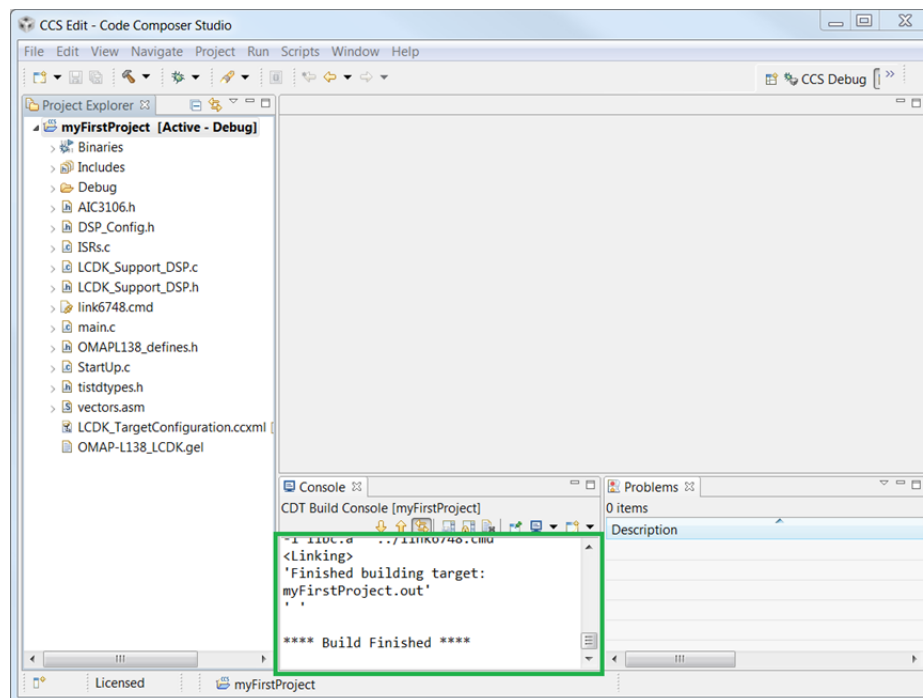 CCS Edit - Code Composer Studio
File Edit View Navigate Project Run Scripts Window Help
CCS Debug
Project Explorer
myFirstProject [Active - Debug]
Binaries
Includes
Debug
AIC3106.h
DSP_Config.h
ISRs.c
LCDK_Support_DSP.c
LCDK_Support_DSP.h
link6748.cmd
main.c
OMAPL138_defines.h
StartUp.c
tistdtypes.h
vectors.asm
LCDK_TargetConfiguration.ccxml [
OMAP-L138_LCDK.gel
Console
CDT Build Console [myFirstProject]
-l libc.a" "../link6748.cmd"
<Linking>
'Finished building target:
myFirstProject.out'
' '
**** Build Finished ****
Problems
0 items
Description
Licensed
myFirstProject